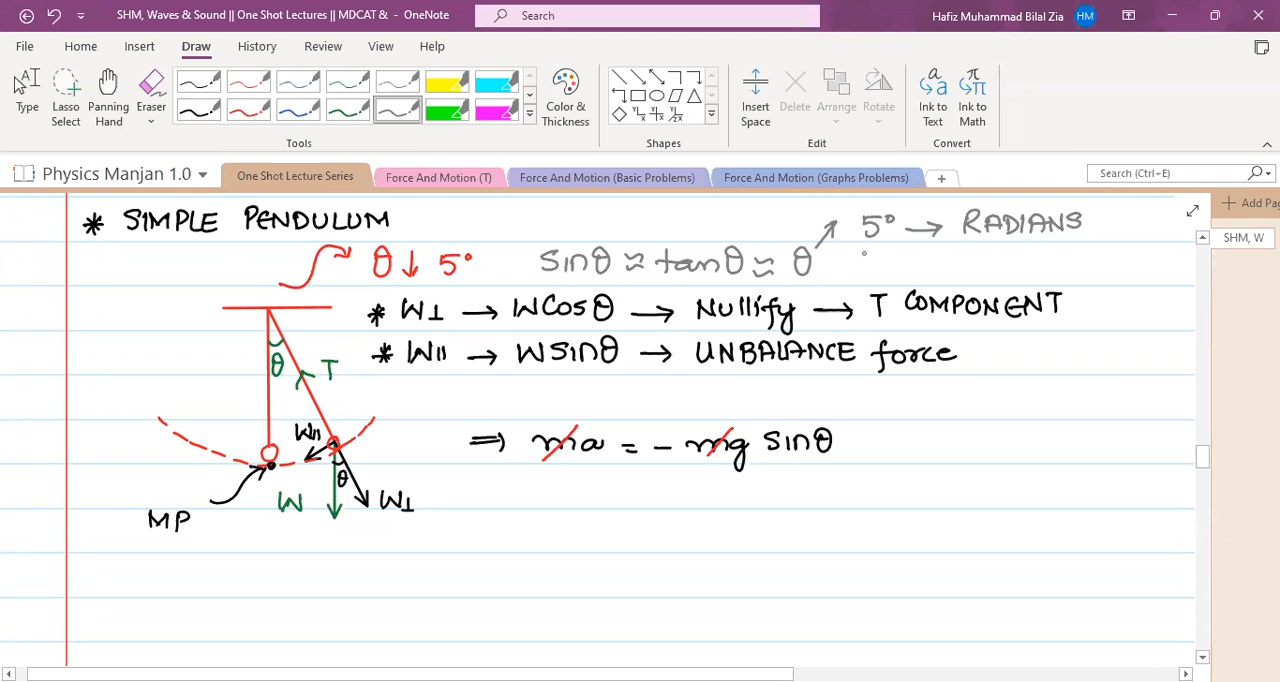 SHM, Waves & Sound || One Shot Lectures || MDCAT & - OneNote
Search
Hafiz Muhammad Bilal Zia
HM
File Home Insert Draw History Review View Help
Type
Lasso Select
Panning Hand
Eraser
Color & Thickness
Insert Space
Delete
Arrange
Rotate
Ink to Text
Ink to Math
Tools Shapes Edit Convert
Physics Manjan 1.0
One Shot Lecture Series
Force And Motion (T)
Force And Motion (Basic Problems)
Force And Motion (Graphs Problems)
Search (Ctrl+E)
Add Pag
SHM, W
* SIMPLE PENDULUM
5° → RADIANS
θ ↓ 5°
sinθ ≈ tanθ ≈ θ
* W⊥ → WCosθ → Nullify → T COMPONENT
* W|| → Wsinθ → UNBALANCE force
θ
T
W||
⇒ ma = - mg sinθ
θ
W
W⊥
MP